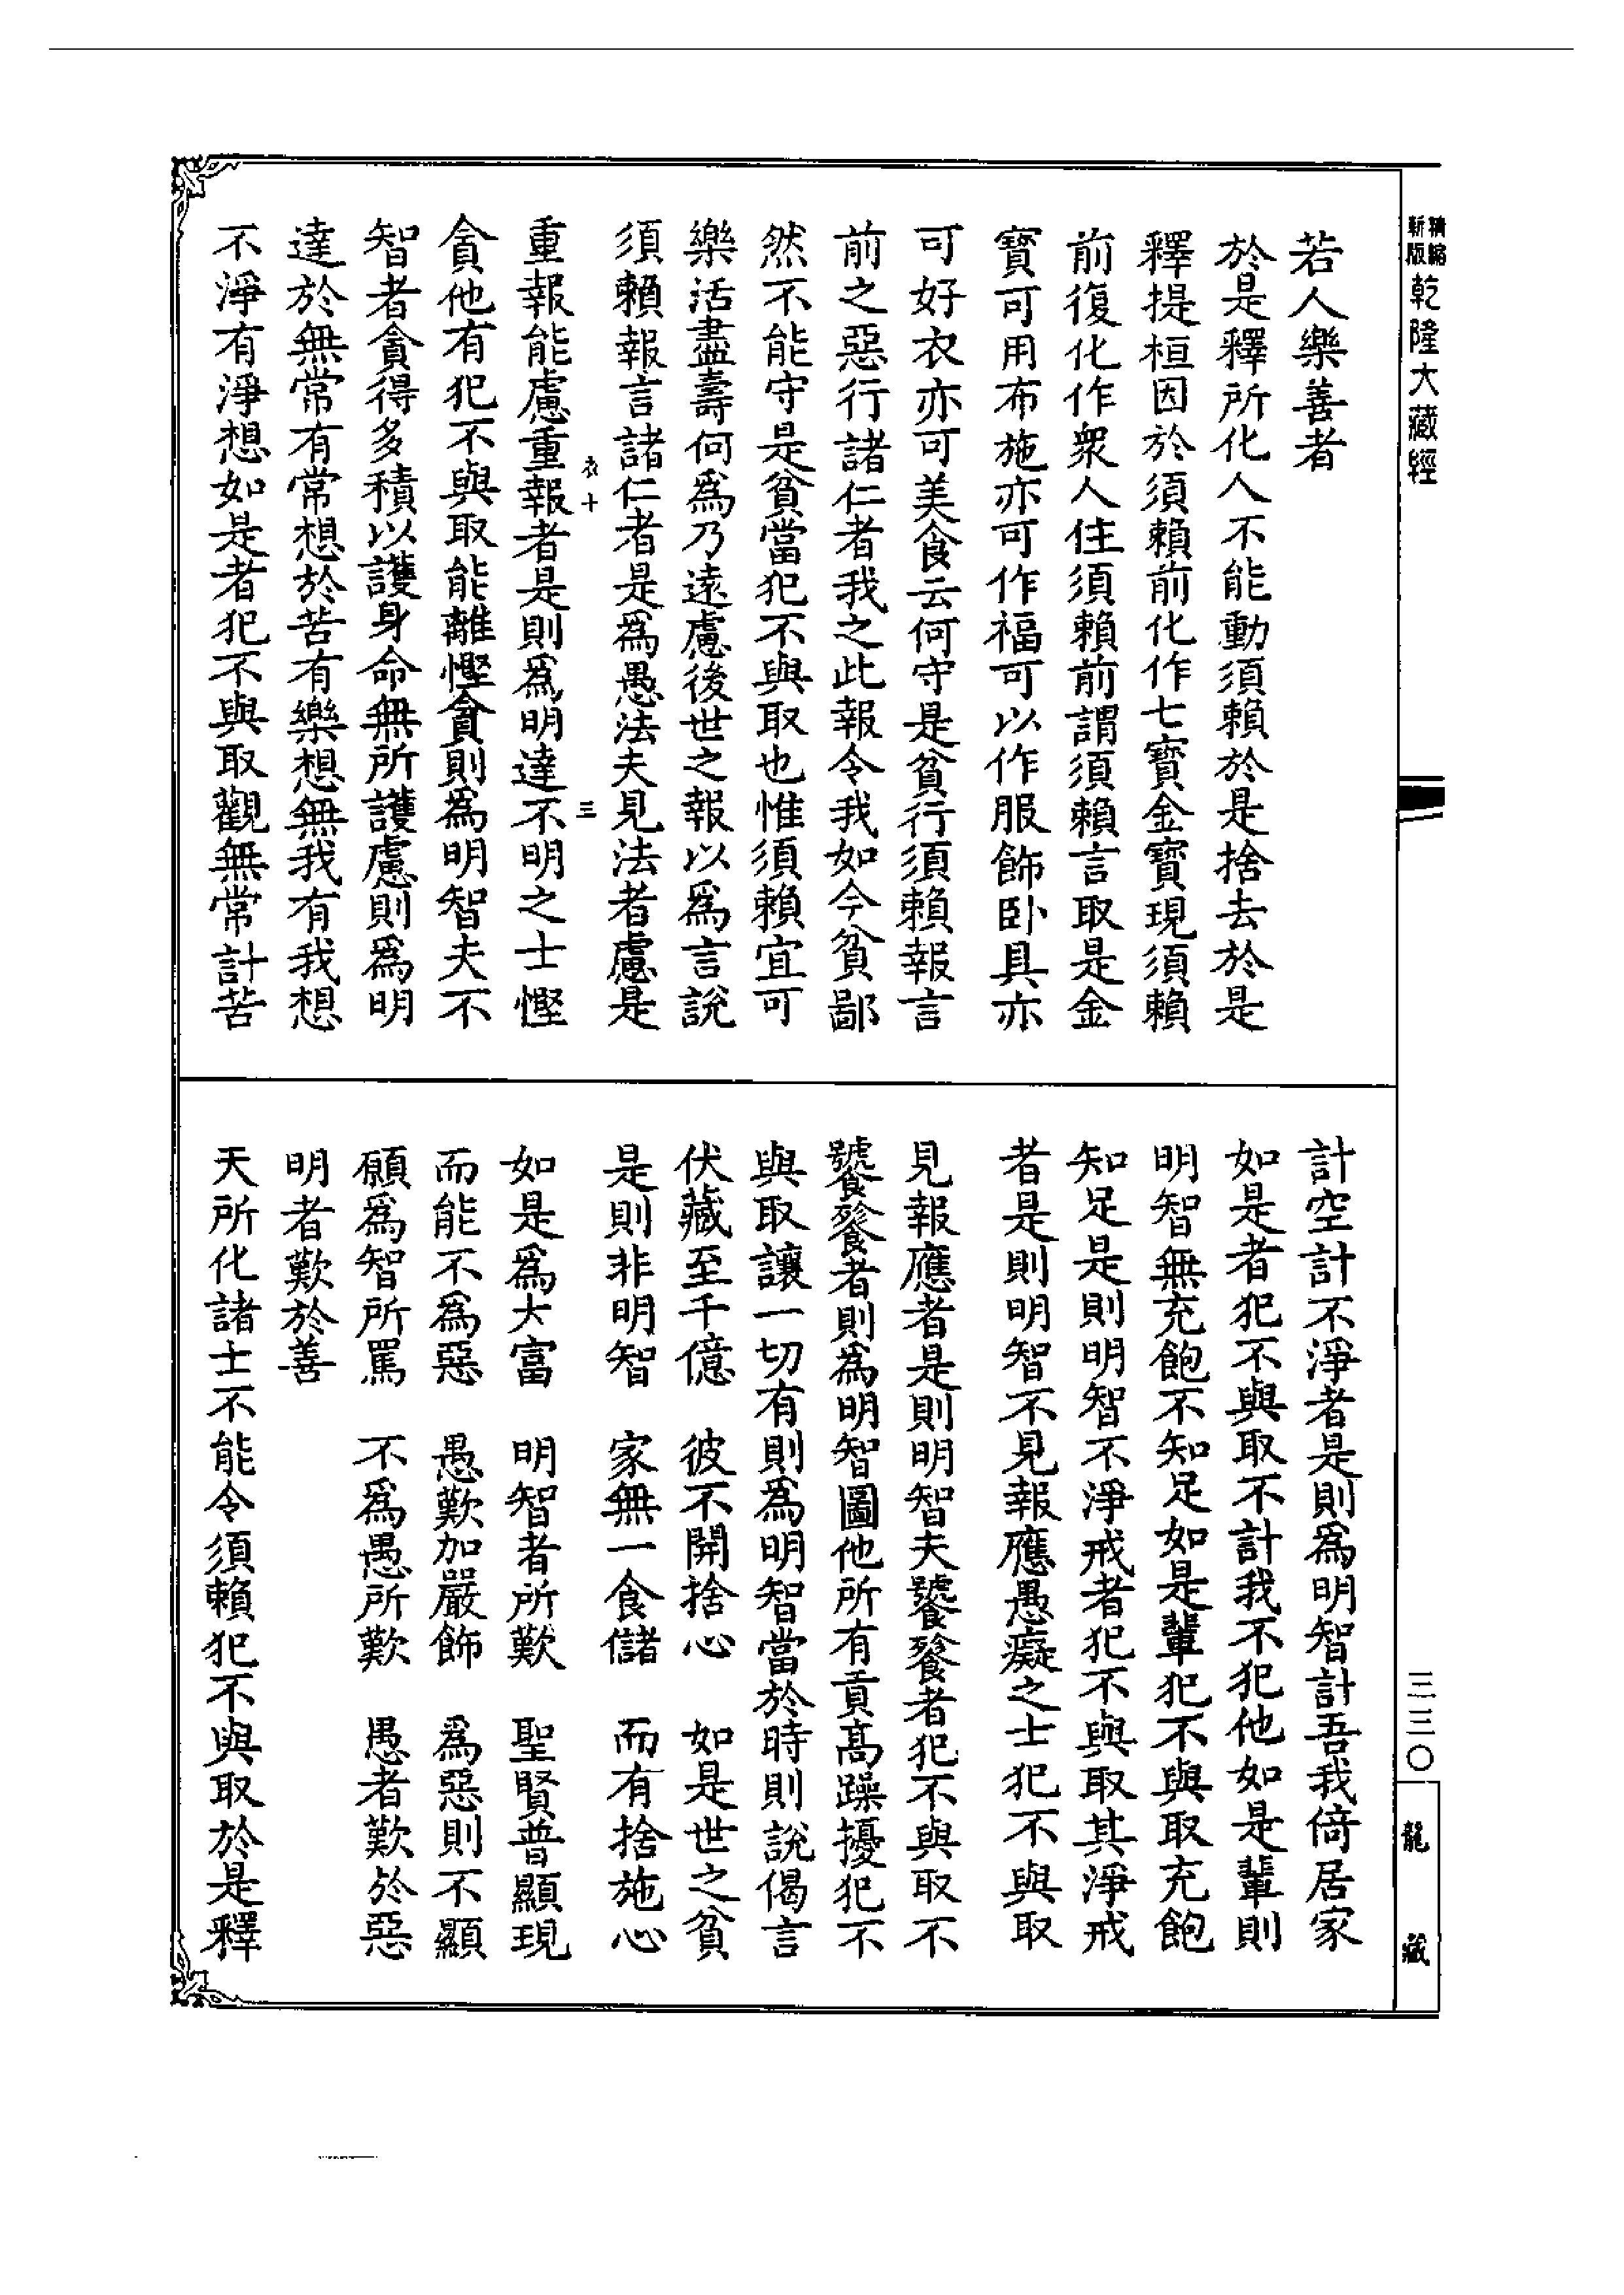 精縮新版乾隆大藏經
若人樂善者
於是釋所化人不能動須賴於是捨去於是
釋提桓因於須賴前化作七寶金寶現須賴
前復化作衆人住須賴前謂須賴言取是金
寶可用布施亦可作福可以作服飾卧具亦
可好衣亦可美食云何守是貧行須賴報言
前之惡行諸仁者我之此報令我如今貧鄙
然不能守是貧當犯不與取也惟須賴宜可
樂活盡壽何爲乃遠慮後世之報以爲言說
須賴報言諸仁者是爲愚法夫見法者慮是
衣十
三
重報能慮重報者是則爲明達不明之士慳
貪他有犯不與取能離慳貪則爲明智夫不
智者貪得多積以護身命無所護慮則爲明
達於無常有常想於苦有樂想無我有我想
不淨有淨想如是者犯不與取觀無常計苦
計空計不淨者是則爲明智計吾我倚居家
如是者犯不與取不計我不犯他如是輩則
明智無充飽不知足如是輩犯不與取充飽
知足是則明智不淨戒者犯不與取其淨戒
者是則明智不見報應愚癡之士犯不與取
見報應者是則明智夫饕餮者犯不與取不
饕餮者則爲明智圖他所有貢高躁擾犯不
與取讓一切有則爲明智當於時則說偈言
伏藏至千億　彼不開捨心　如是世之貧
是則非明智　家無一食儲　而有捨施心
如是爲大富　明智者所歎　聖賢普顯現
而能不爲惡　愚歎加嚴飾　爲惡則不顯
願爲智所罵　不爲愚所歎　愚者歎於惡
明者歎於善
天所化諸士不能令須賴犯不與取於是釋
三三〇
龍藏